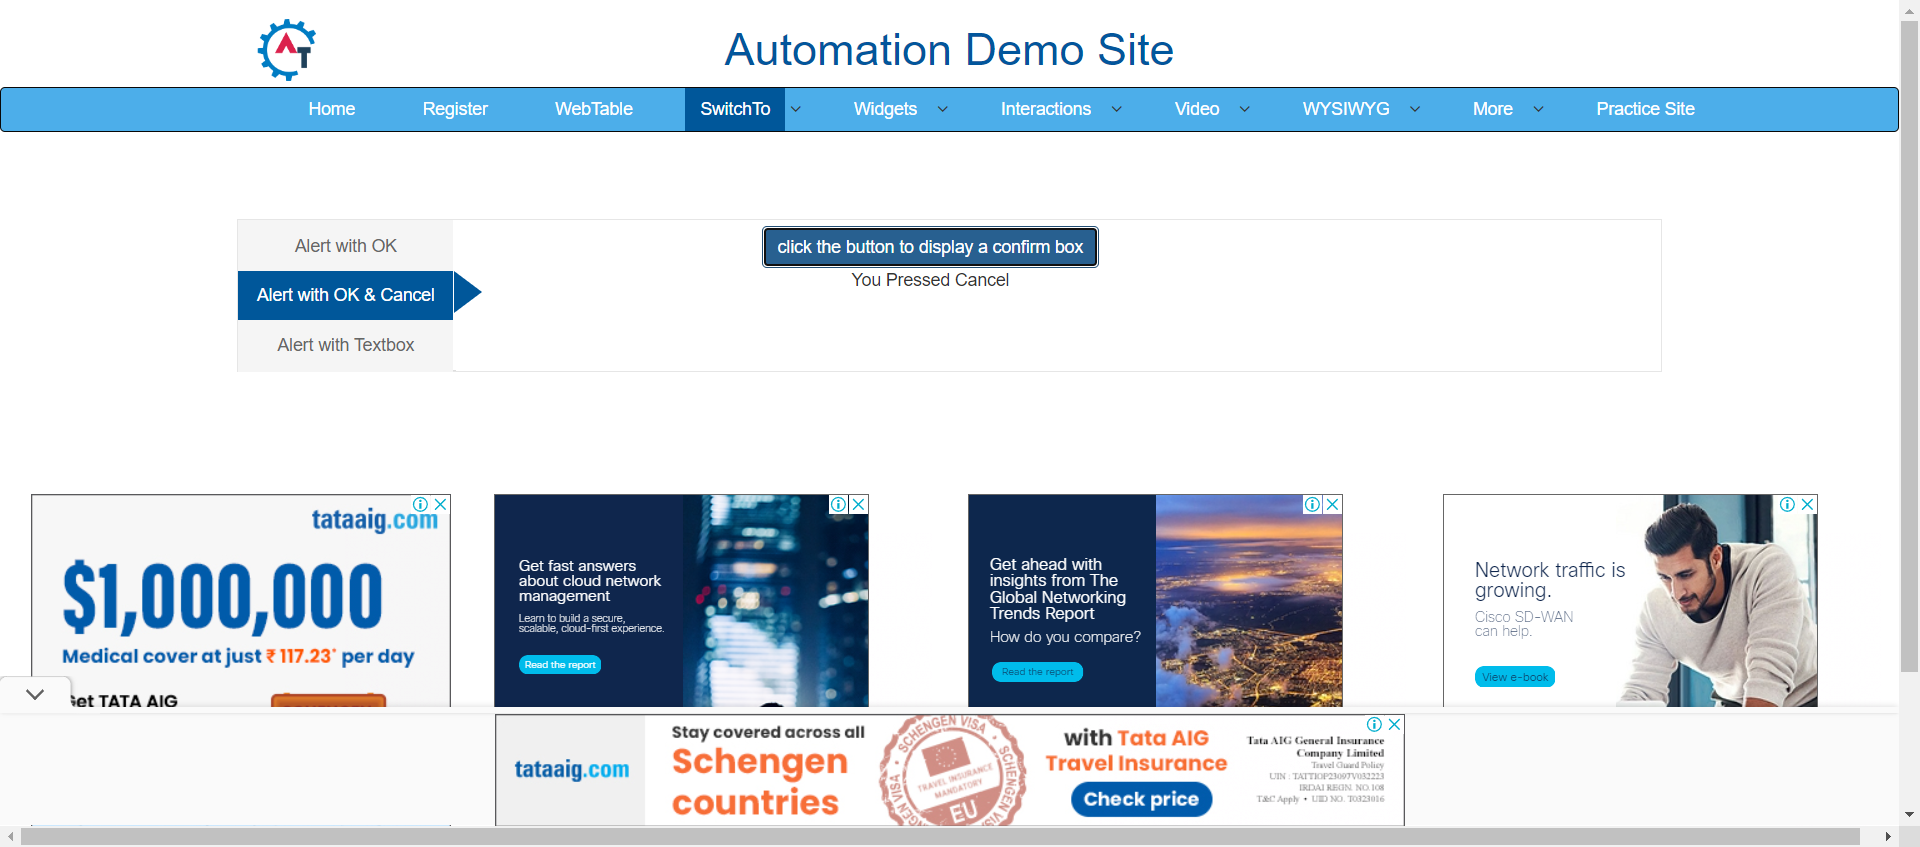 AT
Automation Demo Site
Home Register WebTable SwitchTo Widgets Interactions Video WYSIWYG More Practice Site
Alert with OK
Alert with OK & Cancel
Alert with Textbox
click the button to display a confirm box
You Pressed Cancel
tataaig.com
$1,000,000
Medical cover at just ₹ 117.23* per day
Get TATA AIG
Get fast answers
about cloud network
management
Learn to build a secure,
scalable, cloud-first experience.
Read the report
Get ahead with
insights from The
Global Networking
Trends Report
How do you compare?
Read the report
Network traffic is
growing.
Cisco SD-WAN
can help.
View e-book
tataaig.com
Stay covered across all
Schengen
countries
SCHENGEN VISA • SCHENGEN VISA
TRAVEL INSURANCE
MANDATORY
EU
with Tata AIG
Travel Insurance
Check price
Tata AIG General Insurance
Company Limited
Travel Guard Policy
UIN : TATTIOP23097V032223
IRDAI REGN. NO.108
T&C Apply • UID NO. T0323016